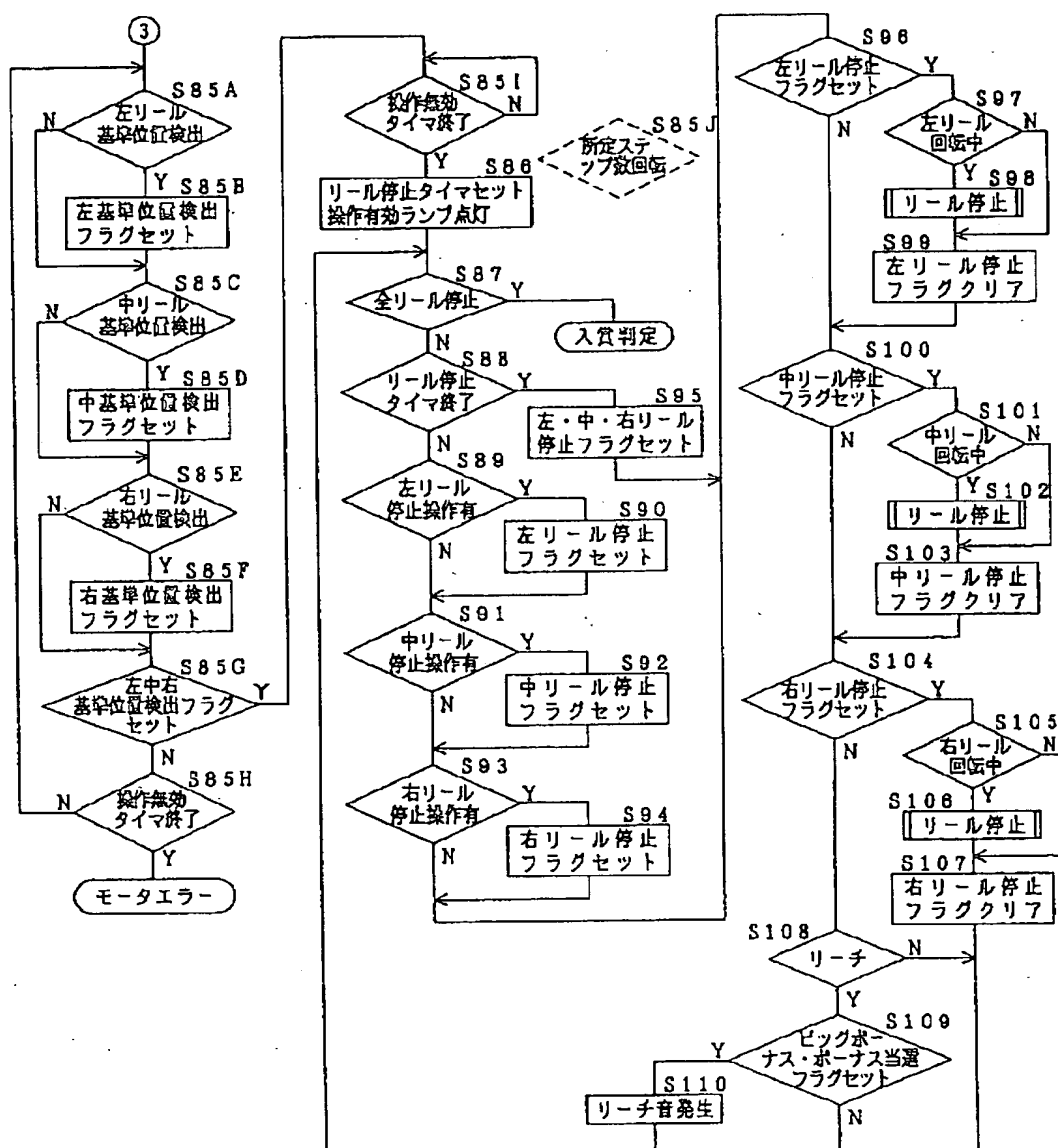 3
S85A
左リール
基準位置検出
N
Y
S85B
左基準位置検出
フラグセット
S85C
中リール
基準位置検出
N
Y
S85D
中基準位置検出
フラグセット
S85E
右リール
基準位置検出
N
Y
S85F
右基準位置検出
フラグセット
S85G
左中右
基準位置検出フラグ
セット
Y
N
S85H
操作無効
タイマ終了
N
Y
モータエラー
S85I
操作無効
タイマ終了
N
Y
S85J
所定ステ
ップ数回転
S86
リール停止タイマセット
操作有効ランプ点灯
S87
全リール停止
Y
入賞判定
N
S88
リール停止
タイマ終了
Y
S95
左・中・右リール
停止フラグセット
N
S89
左リール
停止操作有
Y
S90
左リール停止
フラグセット
N
S91
中リール
停止操作有
Y
S92
中リール停止
フラグセット
N
S93
右リール
停止操作有
Y
S94
右リール停止
フラグセット
N
S96
左リール停止
フラグセット
Y
N
S97
左リール
回転中
N
Y
S98
リール停止
S99
左リール停止
フラグクリア
S100
中リール停止
フラグセット
Y
N
S101
中リール
回転中
N
Y
S102
リール停止
S103
中リール停止
フラグクリア
S104
右リール停止
フラグセット
Y
N
S105
右リール
回転中
N
Y
S106
リール停止
S107
右リール停止
フラグクリア
S108
リーチ
N
Y
S109
ビッグボー
ナス・ボーナス当選
フラグセット
Y
N
S110
リーチ音発生